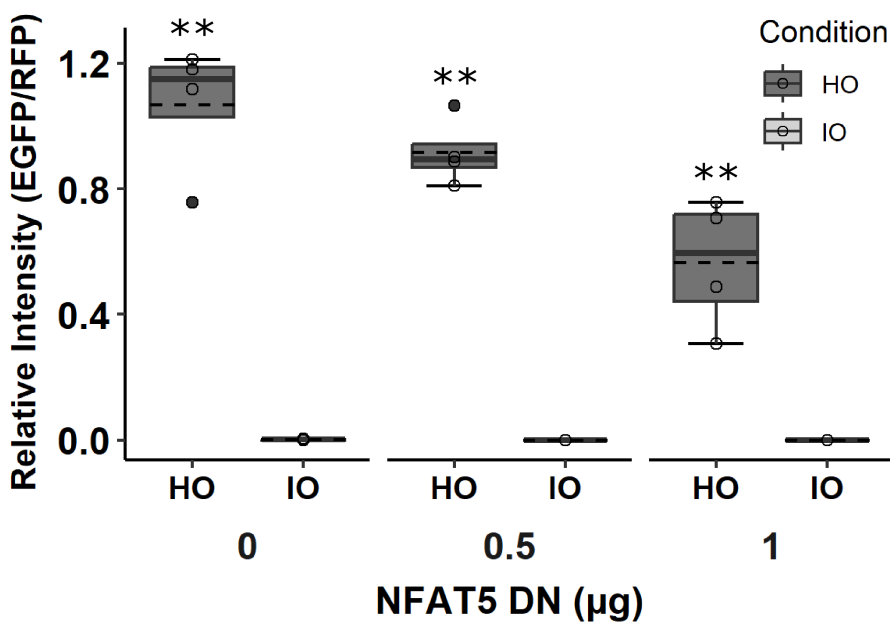 Condition
HO
IO
Relative Intensity (EGFP/RFP)
1.2
0.8
0.4
0.0
**
**
**
HO IO HO IO HO IO
0 0.5 1
NFAT5 DN (μg)